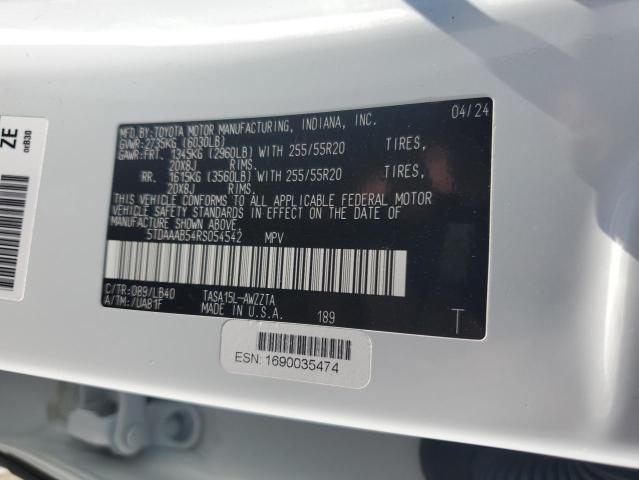 MFD.BY:TOYOTA MOTOR MANUFACTURING, INDIANA, INC. 04/24
GVWR:2735KG (6030LB)
GAWR:FRT. 1345KG (2960LB) WITH 255/55R20 TIRES,
20X8J RIMS.
RR. 1615KG (3560LB) WITH 255/55R20 TIRES,
20X8J RIMS.
THIS VEHICLE CONFORMS TO ALL APPLICABLE FEDERAL MOTOR
VEHICLE SAFETY STANDARDS IN EFFECT ON THE DATE OF
MANUFACTURE SHOWN ABOVE.
5TDAAAB54RS054542 MPV
C/TR:089/LB40 TASA15L-AWZZTA
A/TM:/UAB1F MADE IN U.S.A. 189 T
ESN: 1690035474
ZE